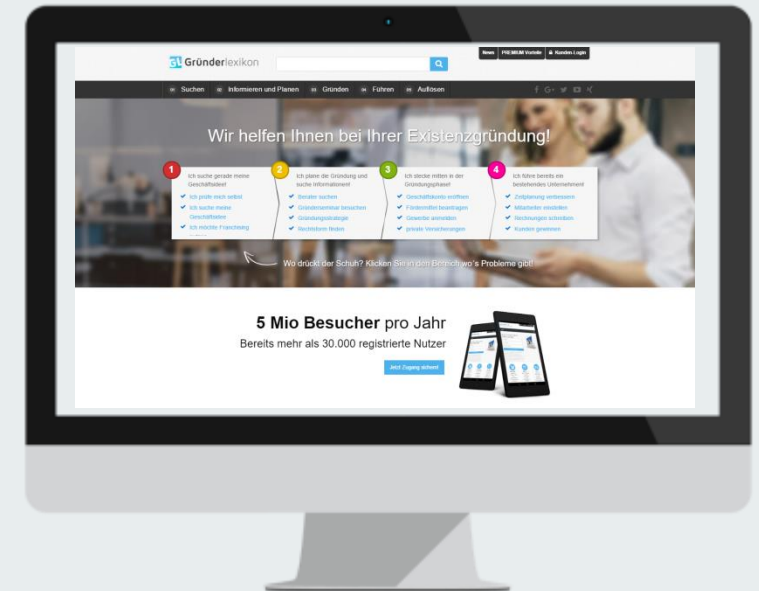 GL Gründerlexikon
News PREMIUM Vorteile Kunden-Login
Suchen Informieren und Planen Gründen Führen Auflösen
Wir helfen Ihnen bei Ihrer Existenzgründung!
1
Ich suche gerade meine
Geschäftsidee!
Ich prüfe mich selbst
Ich suche meine
Geschäftsidee
Ich möchte Franchising
2
Ich plane die Gründung und
suche Informationen!
Berater suchen
Gründerseminar besuchen
Gründungsstrategie
Rechtsform finden
3
Ich stecke mitten in der
Gründungsphase!
Geschäftskonto eröffnen
Fördermittel beantragen
Gewerbe anmelden
private Versicherungen
4
Ich führe bereits ein
bestehendes Unternehmen!
Zeitplanung verbessern
Mitarbeiter einstellen
Rechnungen schreiben
Kunden gewinnen
Wo drückt der Schuh? Klicken Sie in den Bereich wo's Probleme gibt!
5 Mio Besucher pro Jahr
Bereits mehr als 30.000 registrierte Nutzer
Jetzt Zugang sichern!